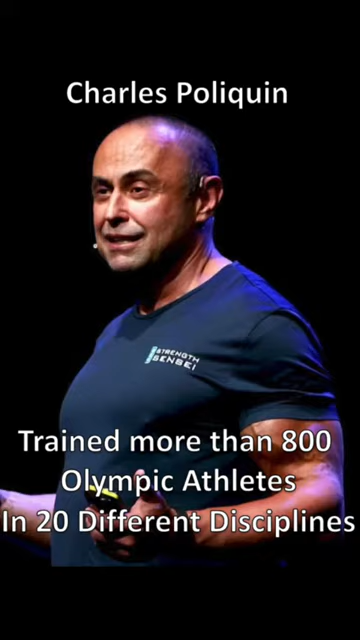 Charles Poliquin
STRENGTH
SENSEI
Trained more than 800
Olympic Athletes
In 20 Different Disciplines